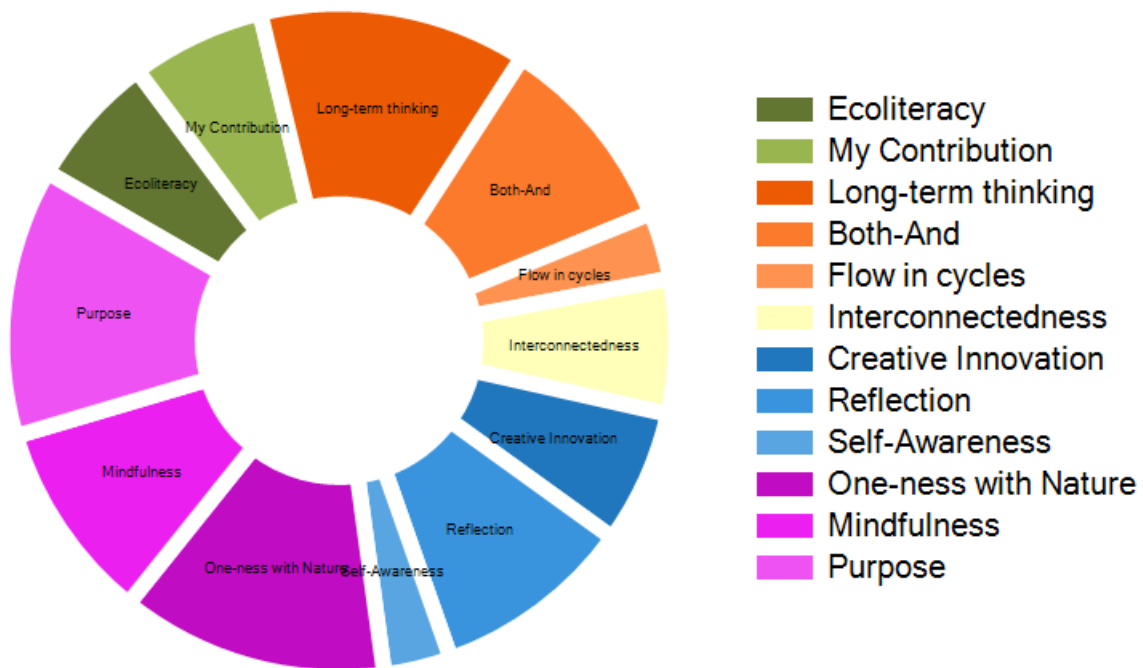 Long-term thinking
My Contribution
Ecoliteracy
Both-And
Flow in cycles
Purpose
Interconnectedness
Creative Innovation
Mindfulness
Reflection
One-ness with Nature
Self-Awareness
Ecoliteracy
My Contribution
Long-term thinking
Both-And
Flow in cycles
Interconnectedness
Creative Innovation
Reflection
Self-Awareness
One-ness with Nature
Mindfulness
Purpose